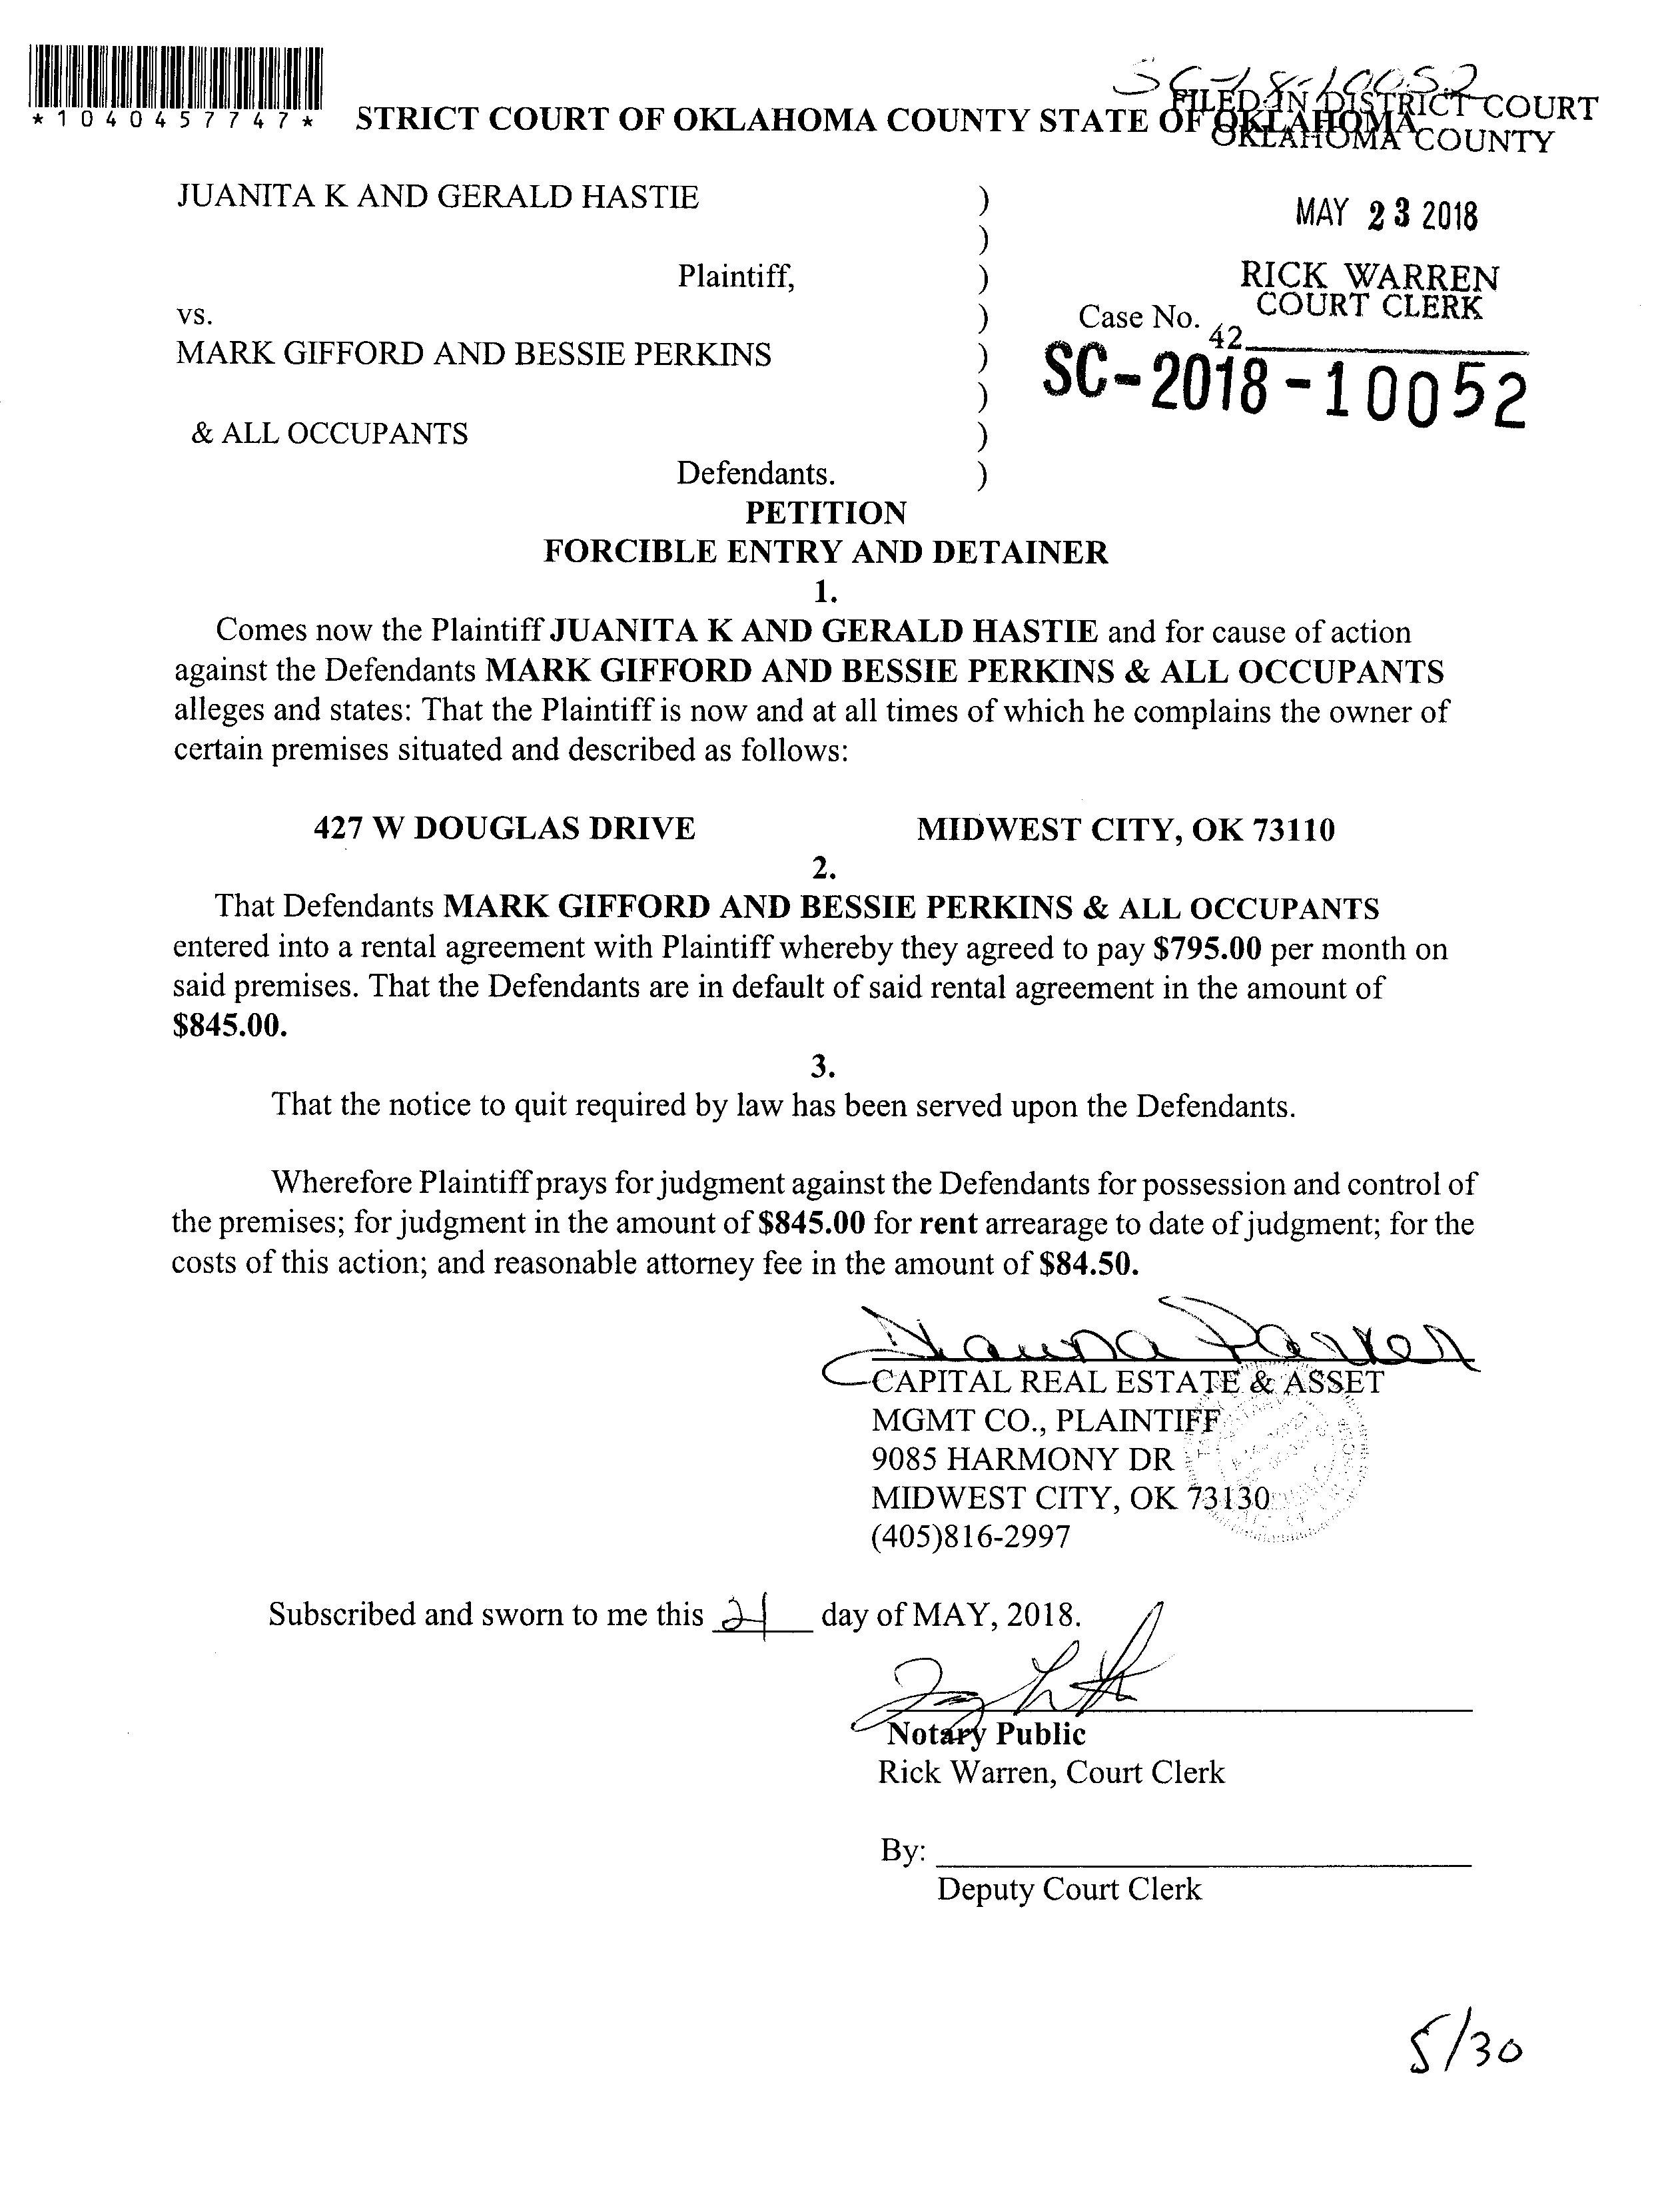 SC-18-10052
*1040457747*
STRICT COURT OF OKLAHOMA COUNTY STATE OF OKLAHOMA
FILED IN DISTRICT COURT
OKLAHOMA COUNTY
JUANITA K AND GERALD HASTIE )
)
MAY 23 2018
Plaintiff, )
RICK WARREN
COURT CLERK
vs. ) Case No.
42
MARK GIFFORD AND BESSIE PERKINS )
SC-2018-10052
)
& ALL OCCUPANTS )
Defendants. )
PETITION
FORCIBLE ENTRY AND DETAINER
1.
Comes now the Plaintiff JUANITA K AND GERALD HASTIE and for cause of action
against the Defendants MARK GIFFORD AND BESSIE PERKINS & ALL OCCUPANTS
alleges and states: That the Plaintiff is now and at all times of which he complains the owner of
certain premises situated and described as follows:
427 W DOUGLAS DRIVE MIDWEST CITY, OK 73110
2.
That Defendants MARK GIFFORD AND BESSIE PERKINS & ALL OCCUPANTS
entered into a rental agreement with Plaintiff whereby they agreed to pay $795.00 per month on
said premises. That the Defendants are in default of said rental agreement in the amount of
$845.00.
3.
That the notice to quit required by law has been served upon the Defendants.
Wherefore Plaintiff prays for judgment against the Defendants for possession and control of
the premises; for judgment in the amount of $845.00 for rent arrearage to date of judgment; for the
costs of this action; and reasonable attorney fee in the amount of $84.50.
CAPITAL REAL ESTATE & ASSET
MGMT CO., PLAINTIFF
9085 HARMONY DR
MIDWEST CITY, OK 73130
(405)816-2997
Subscribed and sworn to me this 21 day of MAY, 2018.
Notary Public
Rick Warren, Court Clerk
By:
Deputy Court Clerk
5/30